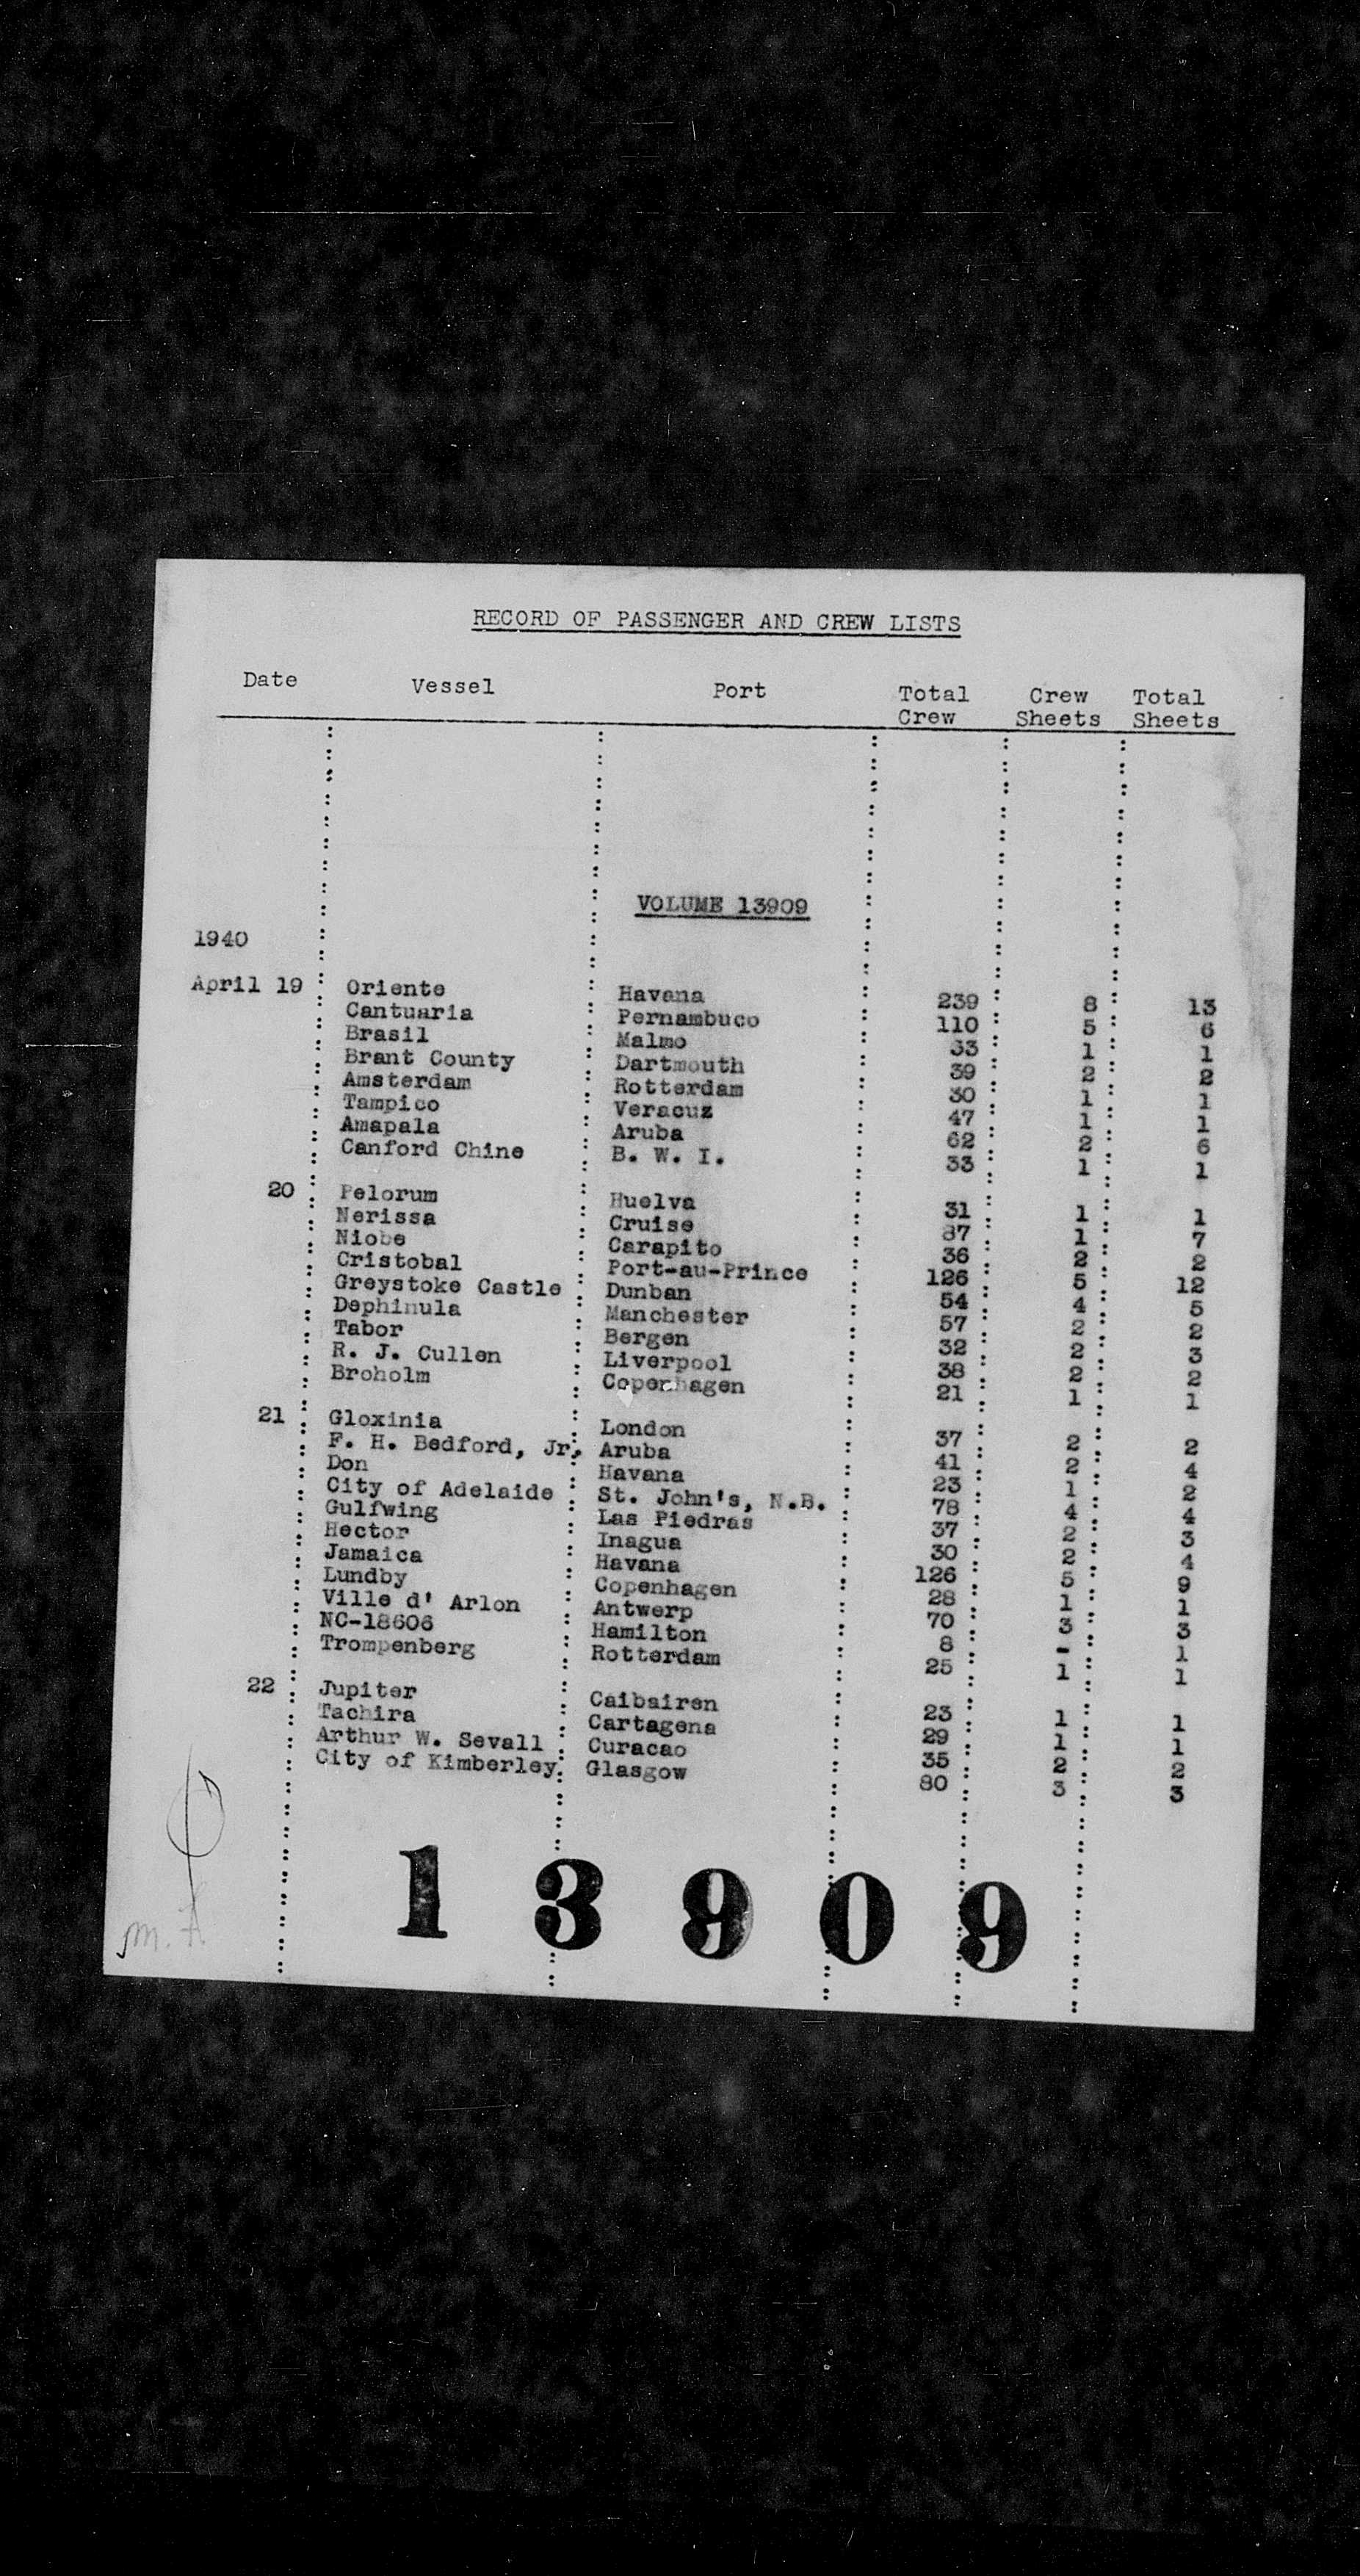 RECORD OF PASSENGER AND CREW LISTS
Date Vessel Port Total Crew Crew Sheets Total Sheets
VOLUME 13909
1940
April 19 Oriente Havana 239 8 13
Cantuaria Pernambuco 110 5 6
Brasil Malmo 33 1 1
Brant County Dartmouth 39 2 2
Amsterdam Rotterdam 30 1 1
Tampico Veracuz 47 1 1
Amapala Aruba 62 2 6
Canford Chine B. W. I. 33 1 1
20 Pelorum Huelva 31 1 1
Nerissa Cruise 87 1 7
Niobe Carapito 36 2 2
Cristobal Port-au-Prince 126 5 12
Greystoke Castle Dunban 54 4 5
Dephinula Manchester 57 2 2
Tabor Bergen 32 2 3
R. J. Cullen Liverpool 38 2 2
Broholm Copenhagen 21 1 1
21 Gloxinia London 37 2 2
F. H. Bedford, Jr. Aruba 41 2 4
Don Havana 23 1 2
City of Adelaide St. John's, N.B. 78 4 4
Gulfwing Las Piedras 37 2 3
Hector Inagua 30 2 4
Jamaica Havana 126 5 9
Lundby Copenhagen 28 1 1
Ville d' Arlon Antwerp 70 3 3
NC-18606 Hamilton 8 - 1
Trompenberg Rotterdam 25 1 1
22 Jupiter Caibairen 23 1 1
Tachira Cartagena 29 1 1
Arthur W. Sevall Curacao 35 2 2
City of Kimberley Glasgow 80 3 3
13909